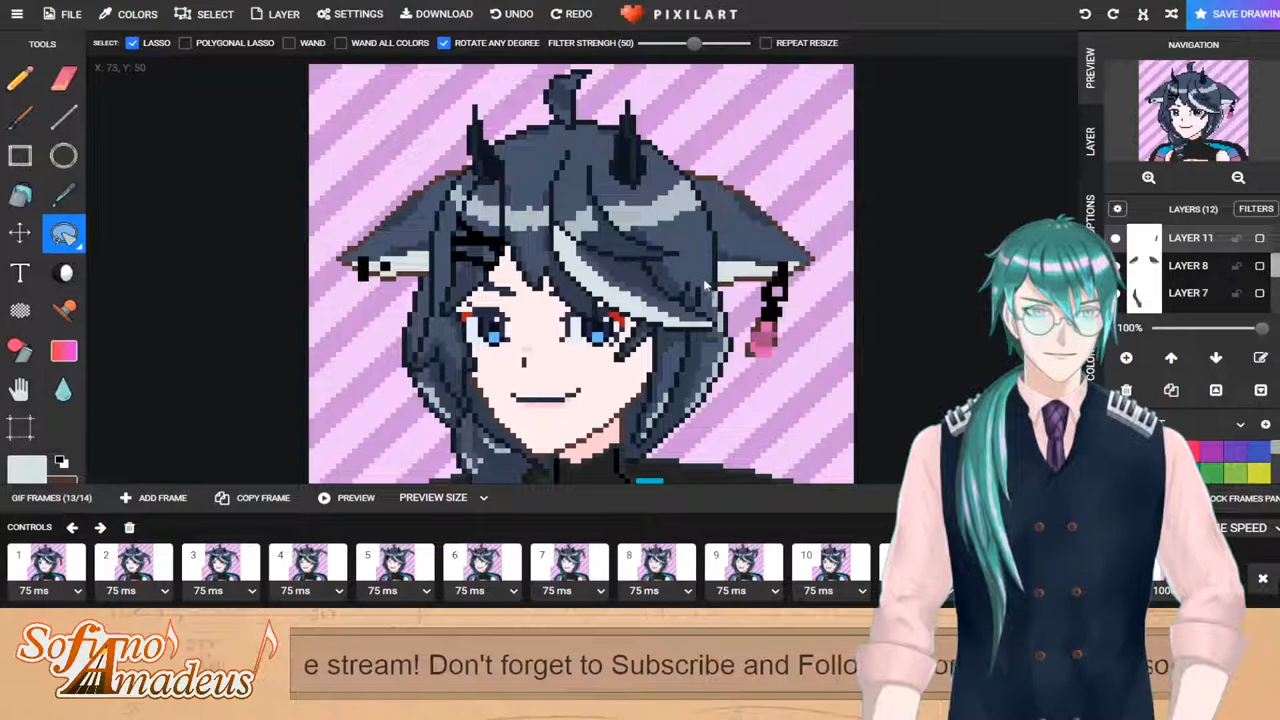 FILE COLORS SELECT LAYER SETTINGS DOWNLOAD UNDO REDO PIXILART SAVE DRAWIN
TOOLS SELECT: LASSO POLYGONAL LASSO WAND WAND ALL COLORS ROTATE ANY DEGREE FILTER STRENGH (50) REPEAT RESIZE NAVIGATION
X: 75, Y: 50
PREVIEW
LAYER
LAYERS (12) FILTERS
LAYER 11
LAYER 8
LAYER 7
100%
GIF FRAMES (13/14) ADD FRAME COPY FRAME PREVIEW PREVIEW SIZE
CONTROLS E SPEED
1 2 3 4 5 6 7 8 9 10
75 ms 75 ms 75 ms 75 ms 75 ms 75 ms 75 ms 75 ms 75 ms 75 ms
Sofiano
Amadeus
e stream! Don't forget to Subscribe and Follo